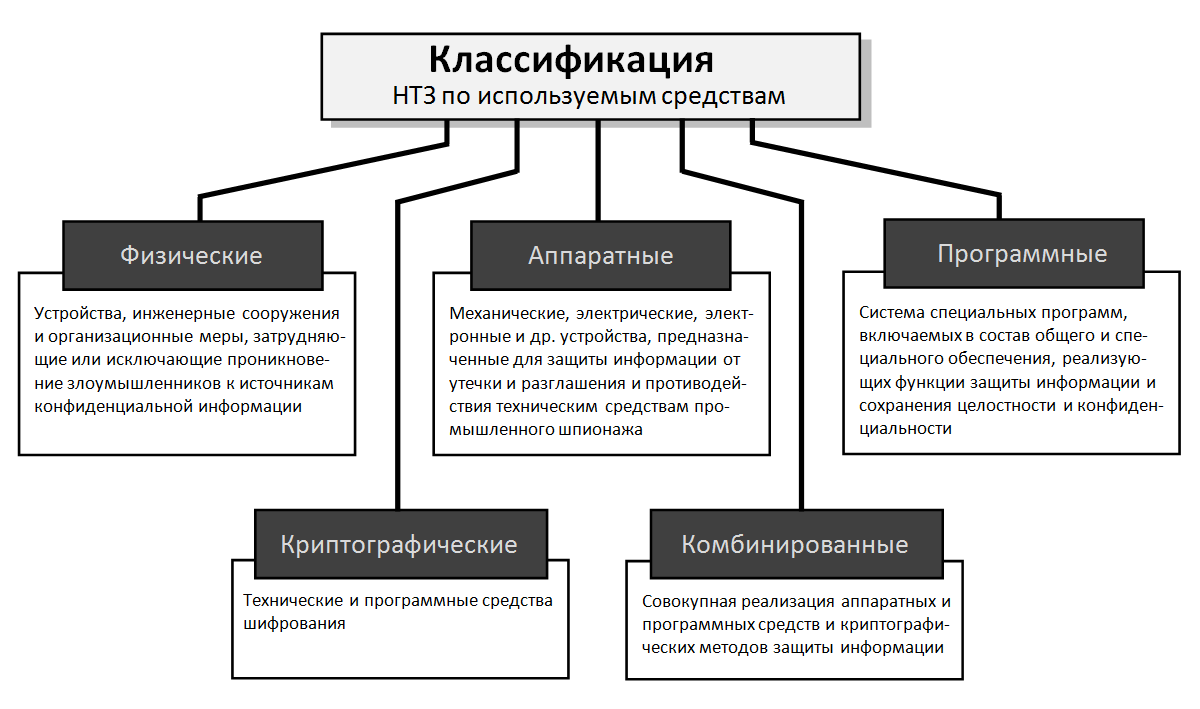 Классификация
НТЗ по используемым средствам
Физические
Устройства, инженерные сооружения
и организационные меры, затрудняю-
щие или исключающие проникнове-
ние злоумышленников к источникам
конфиденциальной информации
Аппаратные
Механические, электрические, элект-
ронные и др. устройства, предназна-
ченные для защиты информации от
утечки и разглашения и противодей-
ствия техническим средствам про-
мышленного шпионажа
Программные
Система специальных программ,
включаемых в состав общего и спе-
циального обеспечения, реализую-
щих функции защиты информации и
сохранения целостности и конфиден-
циальности
Криптографические
Технические и программные средства
шифрования
Комбинированные
Совокупная реализация аппаратных и
программных средств и криптографи-
ческих методов защиты информации